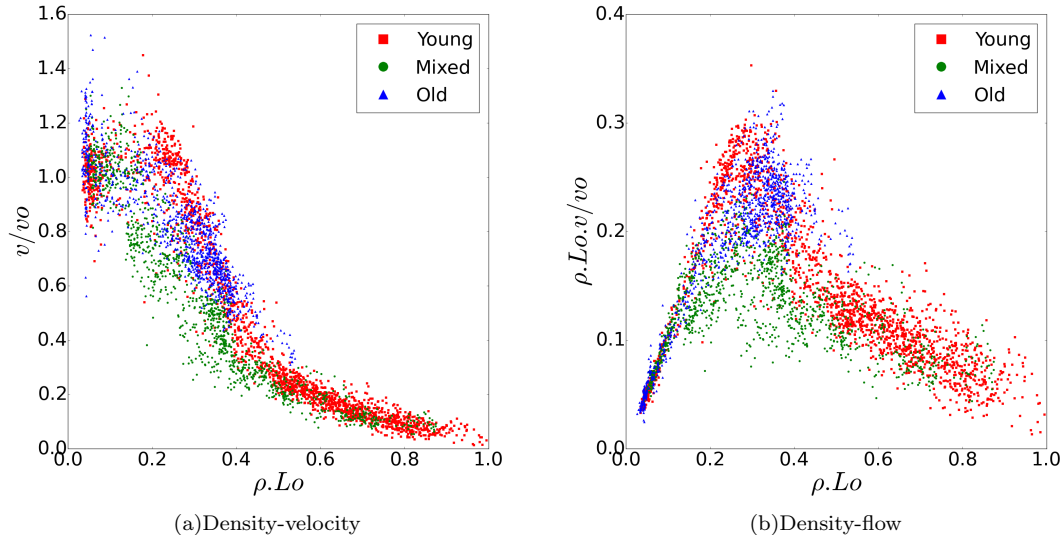 1.6
1.4
1.2
1.0
0.8
0.6
0.4
0.2
0.0
v/vo
0.0 0.2 0.4 0.6 0.8 1.0
ρ.Lo
Young
Mixed
Old
(a)Density-velocity
0.4
0.3
0.2
0.1
0.0
ρ.Lo.v/vo
0.0 0.2 0.4 0.6 0.8 1.0
ρ.Lo
Young
Mixed
Old
(b)Density-flow